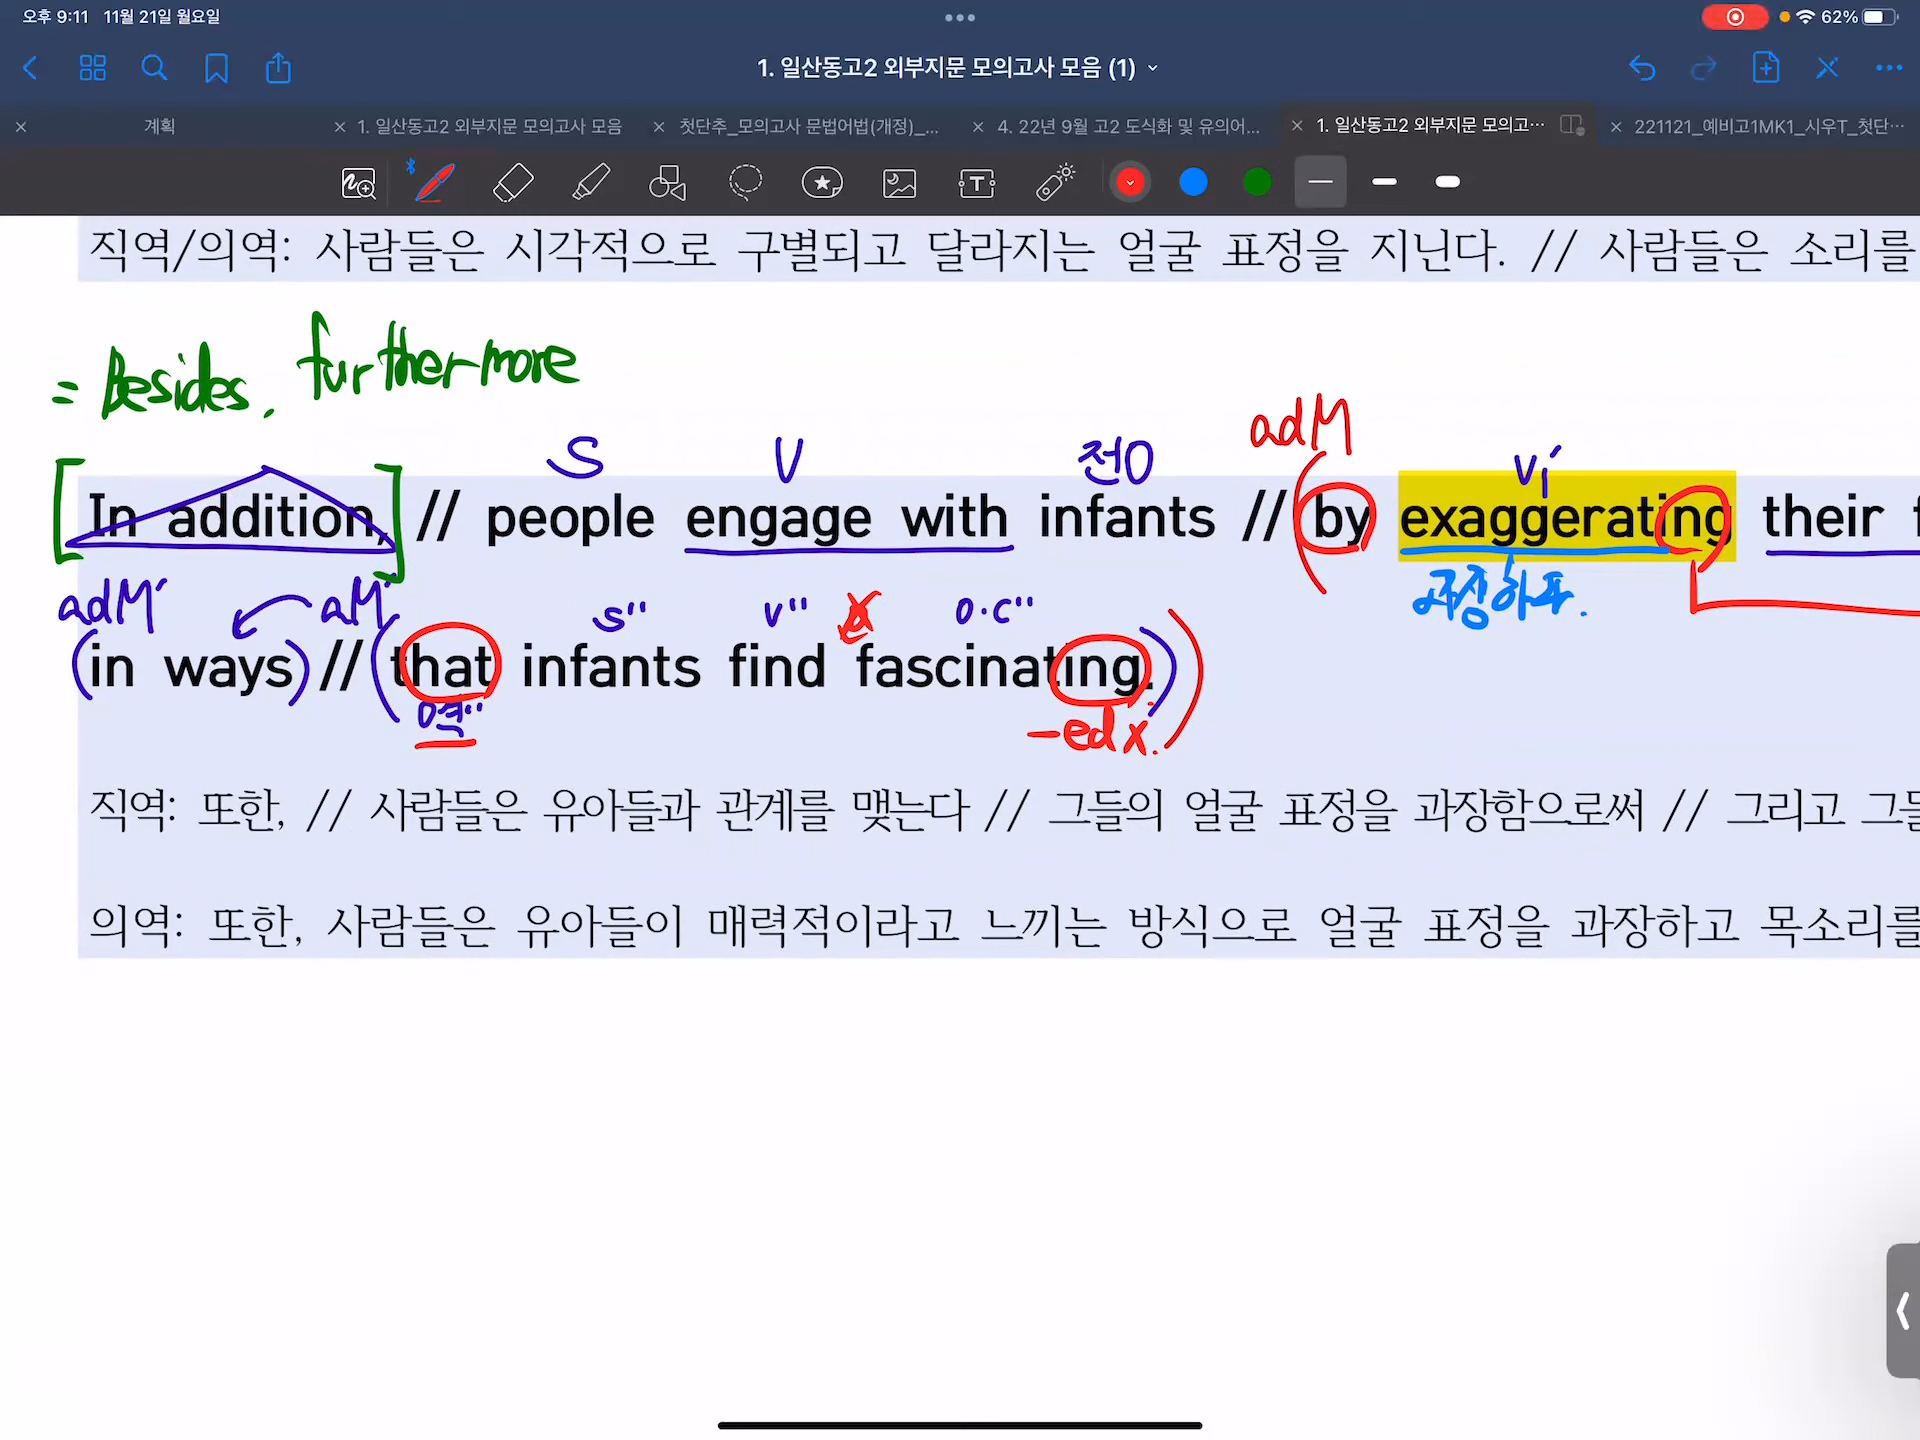 오후 9:11 11월 21일 월요일
62%
1. 일산동고2 외부지문 모의고사 모음 (1)
계획
1. 일산동고2 외부지문 모의고사 모음
첫단추_모의고사 문법어법(개정)_...
4. 22년 9월 고2 도식화 및 유의어...
1. 일산동고2 외부지문 모의고...
221121_예비고1MK1_시우T_첫단...
직역/의역: 사람들은 시각적으로 구별되고 달라지는 얼굴 표정을 지닌다. // 사람들은 소리를
= Besides, furthermore
S V 전O adM v'
In addition, // people engage with infants // by exaggerating their f
과장하다.
adM' aM' s'' v'' o.c''
in ways // that infants find fascinating.
-ed x.
직역: 또한, // 사람들은 유아들과 관계를 맺는다 // 그들의 얼굴 표정을 과장함으로써 // 그리고 그들
의역: 또한, 사람들은 유아들이 매력적이라고 느끼는 방식으로 얼굴 표정을 과장하고 목소리를